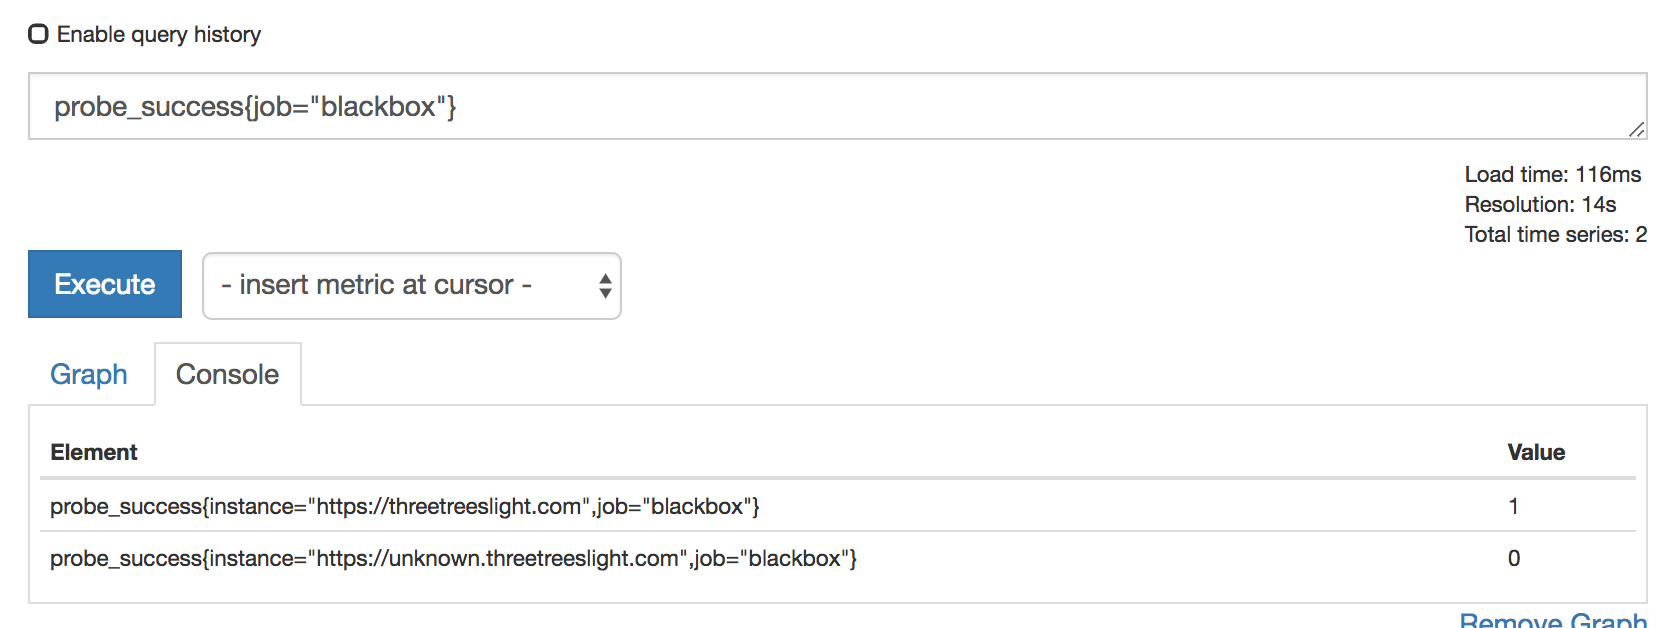 Enable query history
probe_success{job="blackbox"}
Load time: 116ms
Resolution: 14s
Total time series: 2
Execute
- insert metric at cursor -
Graph
Console
Element
Value
probe_success{instance="https://threetreeslight.com",job="blackbox"}
1
probe_success{instance="https://unknown.threetreeslight.com",job="blackbox"}
0
Remove Graph